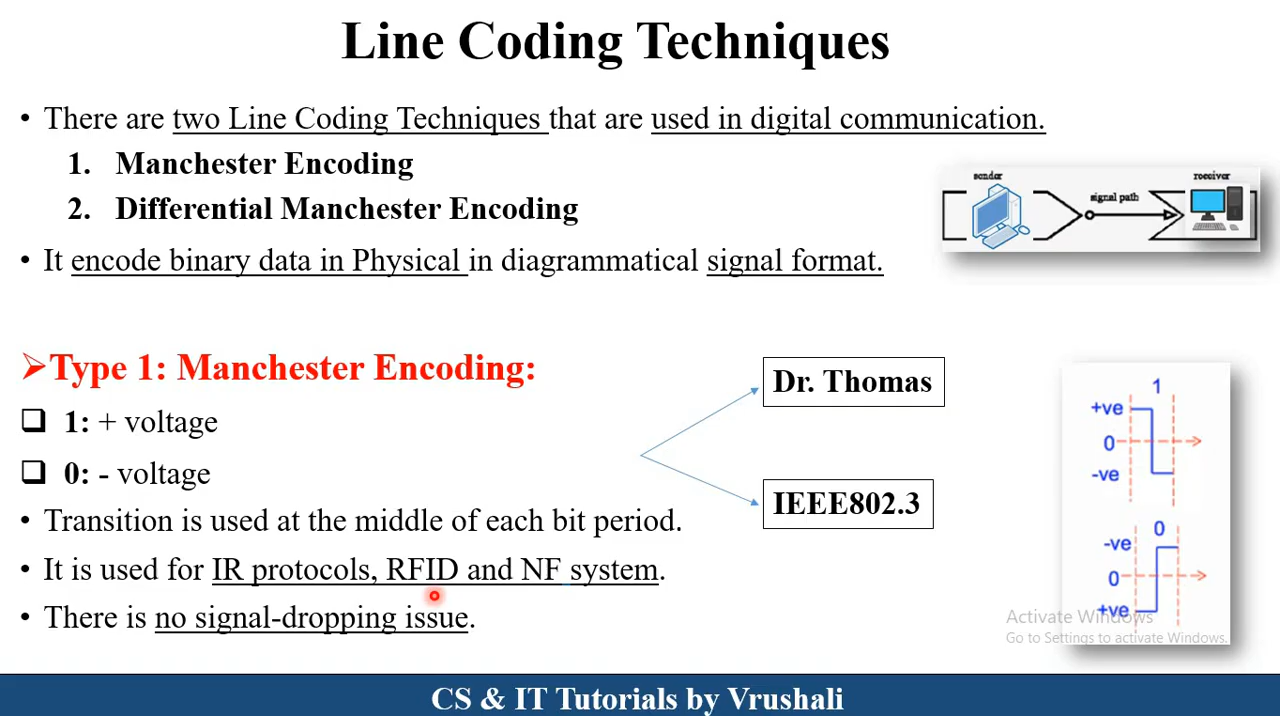 Line Coding Techniques
• There are two Line Coding Techniques that are used in digital communication.
1. Manchester Encoding
2. Differential Manchester Encoding
• It encode binary data in Physical in diagrammatical signal format.
sender
signal path
receiver
➢Type 1: Manchester Encoding:
❑ 1: + voltage
❑ 0: - voltage
• Transition is used at the middle of each bit period.
• It is used for IR protocols, RFID and NF system.
• There is no signal-dropping issue.
Dr. Thomas
IEEE802.3
1
+ve
0
-ve
0
-ve
0
+ve
Activate Windows
Go to Settings to activate Windows.
CS & IT Tutorials by Vrushali